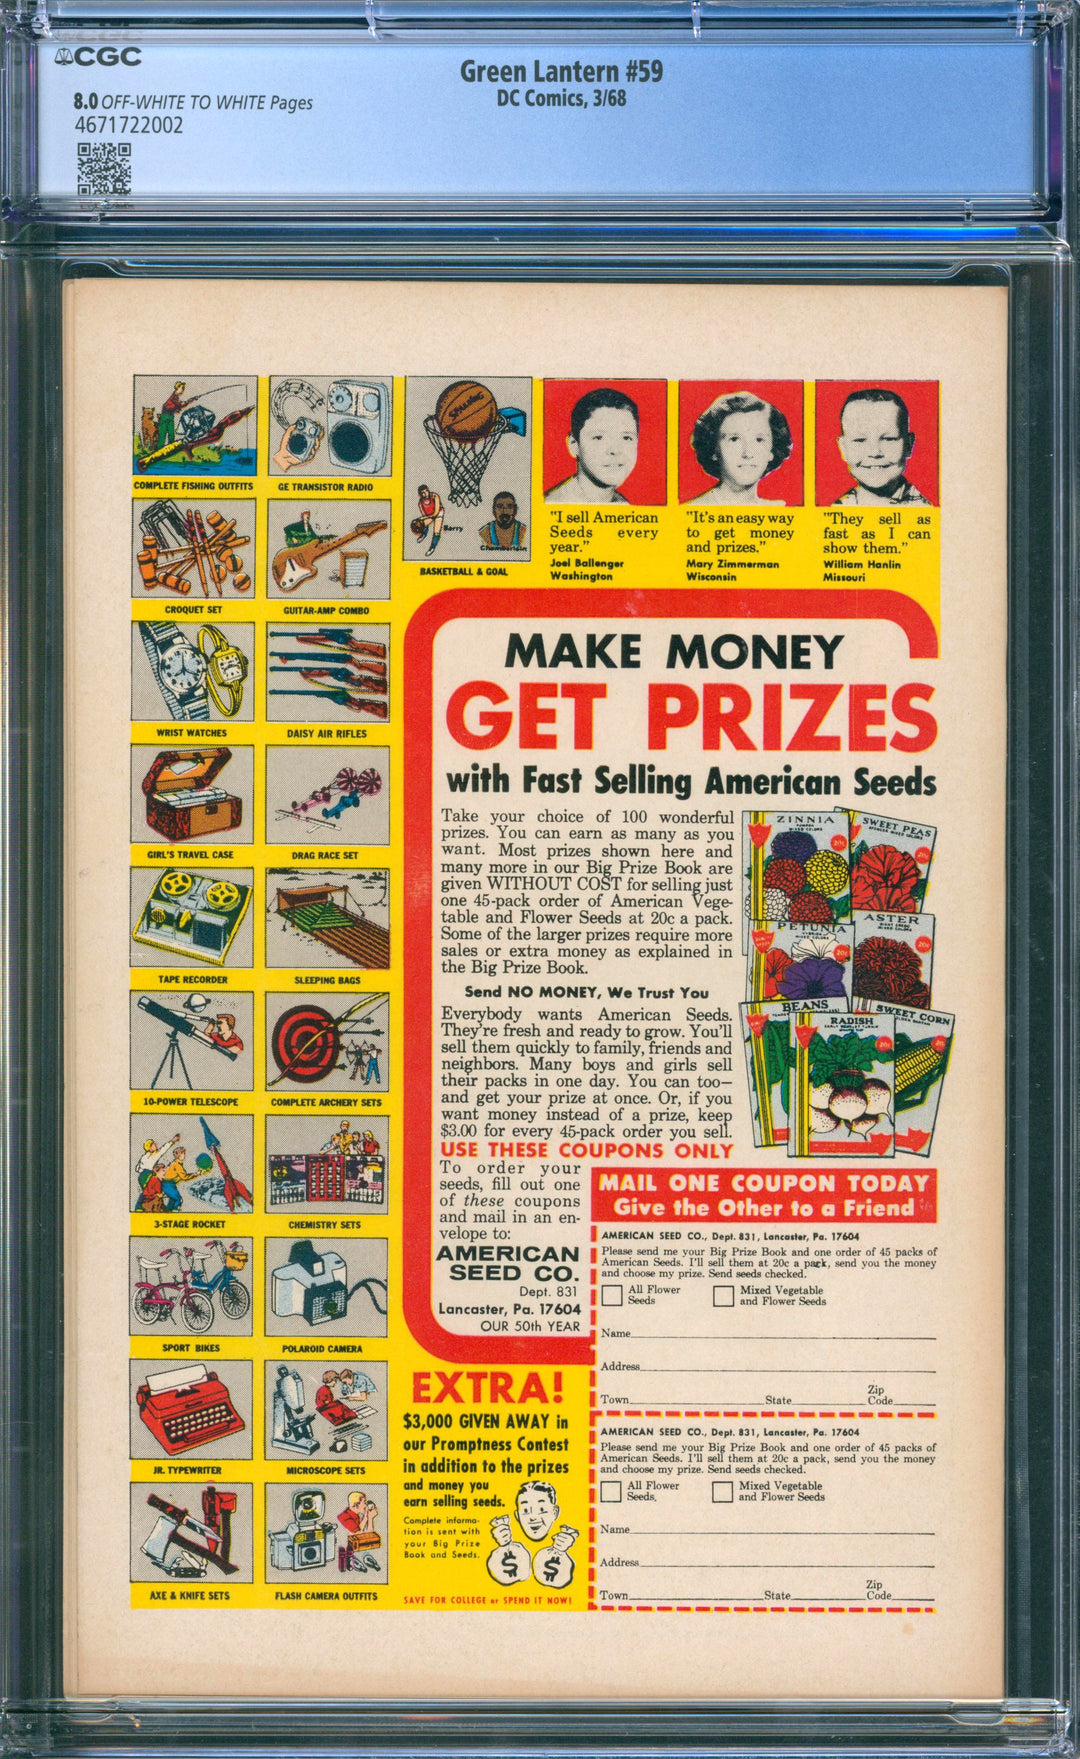 CGC
Green Lantern #59
DC Comics, 3/68
8.0 OFF-WHITE TO WHITE Pages
4671722002
COMPLETE FISHING OUTFITS
GE TRANSISTOR RADIO
SPALDING
Barry
Chamberlain
BASKETBALL & GOAL
CROQUET SET
GUITAR-AMP COMBO
WRIST WATCHES
DAISY AIR RIFLES
GIRL'S TRAVEL CASE
DRAG RACE SET
TAPE RECORDER
SLEEPING BAGS
10-POWER TELESCOPE
COMPLETE ARCHERY SETS
3-STAGE ROCKET
CHEMISTRY SETS
SPORT BIKES
POLAROID CAMERA
JR. TYPEWRITER
MICROSCOPE SETS
AXE & KNIFE SETS
FLASH CAMERA OUTFITS
"I sell American
Seeds every
year."
Joel Ballenger
Washington
"It's an easy way
to get money
and prizes."
Mary Zimmerman
Wisconsin
"They sell as
fast as I can
show them."
William Hanlin
Missouri
MAKE MONEY
GET PRIZES
with Fast Selling American Seeds
Take your choice of 100 wonderful
prizes. You can earn as many as you
want. Most prizes shown here and
many more in our Big Prize Book are
given WITHOUT COST for selling just
one 45-pack order of American Vege-
table and Flower Seeds at 20c a pack.
Some of the larger prizes require more
sales or extra money as explained in
the Big Prize Book.
Send NO MONEY, We Trust You
Everybody wants American Seeds.
They're fresh and ready to grow. You'll
sell them quickly to family, friends and
neighbors. Many boys and girls sell
their packs in one day. You can too—
and get your prize at once. Or, if you
want money instead of a prize, keep
$3.00 for every 45-pack order you sell.
USE THESE COUPONS ONLY
To order your
seeds, fill out one
of these coupons
and mail in an en-
velope to:
AMERICAN
SEED CO.
Dept. 831
Lancaster, Pa. 17604
OUR 50th YEAR
ZINNIA
MIXED COLORS
20c
SWEET PEAS
20c
PETUNIA
MIXED COLORS
20c
ASTER
MIXED COLORS
20c
BEANS
RADISH
20c
SWEET CORN
20c
MAIL ONE COUPON TODAY
Give the Other to a Friend
AMERICAN SEED CO., Dept. 831, Lancaster, Pa. 17604
Please send me your Big Prize Book and one order of 45 packs of
American Seeds. I'll sell them at 20c a pack, send you the money
and choose my prize. Send seeds checked.
All Flower
Seeds
Mixed Vegetable
and Flower Seeds
Name
Address
Town State Zip
Code
AMERICAN SEED CO., Dept. 831, Lancaster, Pa. 17604
Please send me your Big Prize Book and one order of 45 packs of
American Seeds. I'll sell them at 20c a pack, send you the money
and choose my prize. Send seeds checked.
All Flower
Seeds.
Mixed Vegetable
and Flower Seeds
Name
Address
Town State Zip
Code
EXTRA!
$3,000 GIVEN AWAY in
our Promptness Contest
in addition to the prizes
and money you
earn selling seeds.
Complete informa-
tion is sent with
your Big Prize
Book and Seeds.
$ $
SAVE FOR COLLEGE or SPEND IT NOW!